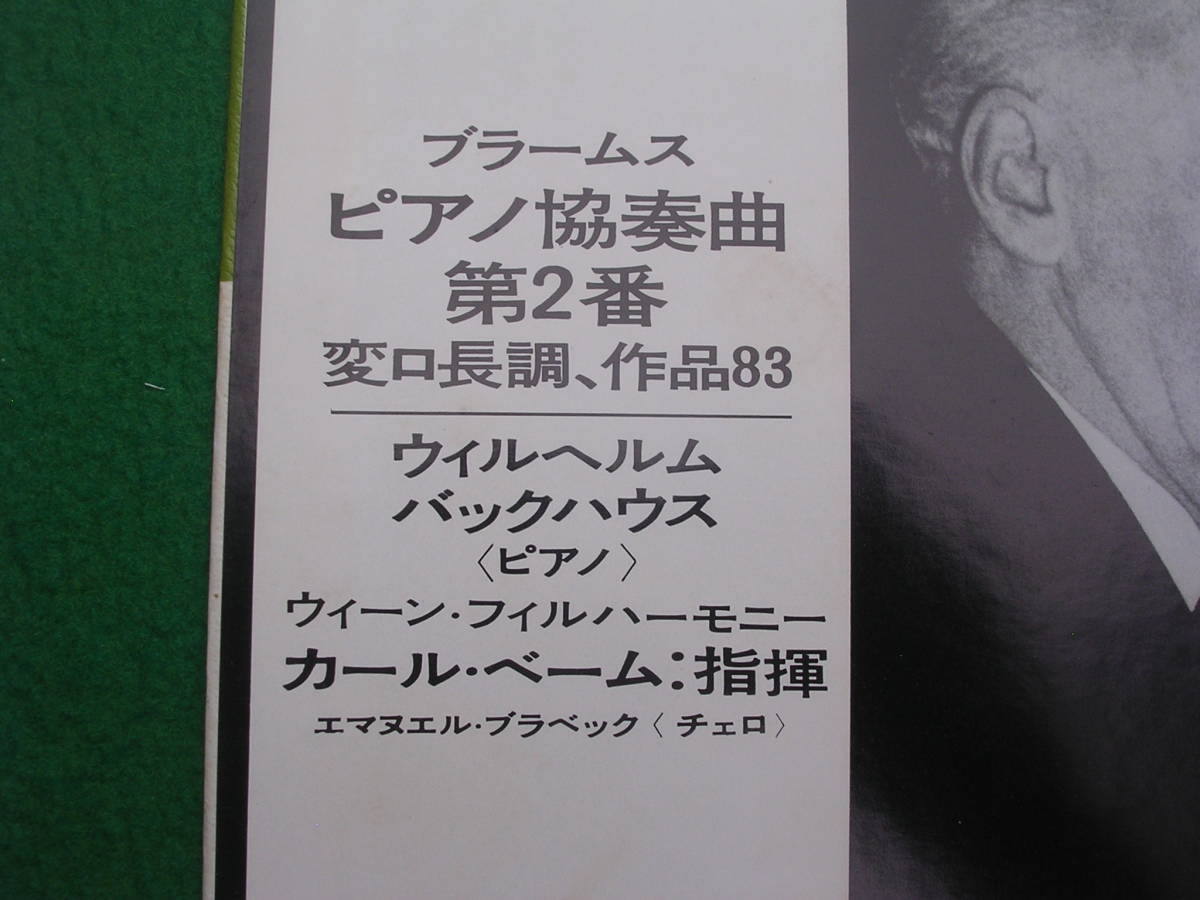 ブラームス
ピアノ協奏曲
第2番
変ロ長調、作品83
ウィルヘルム
バックハウス
〈ピアノ〉
ウィーン・フィルハーモニー
カール・ベーム:指揮
エマヌエル・ブラベック〈チェロ〉